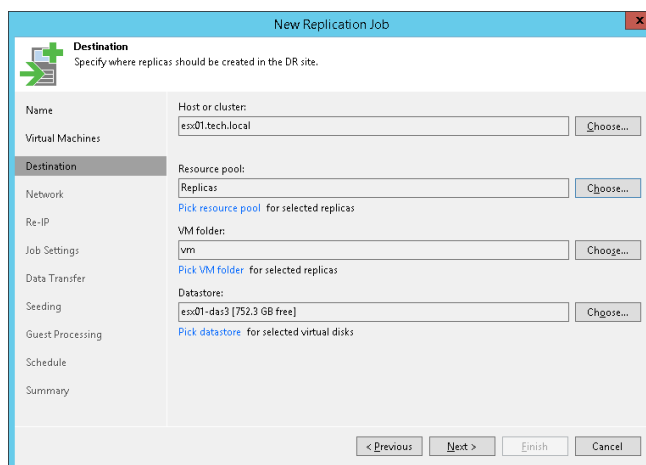 New Replication Job
x
Destination
Specify where replicas should be created in the DR site.
Name
Virtual Machines
Destination
Network
Re-IP
Job Settings
Data Transfer
Seeding
Guest Processing
Schedule
Summary
Host or cluster:
esx01.tech.local
Choose...
Resource pool:
Replicas
Choose...
Pick resource pool for selected replicas
VM folder:
vm
Choose...
Pick VM folder for selected replicas
Datastore:
esx01-das3 [752.3 GB free]
Choose...
Pick datastore for selected virtual disks
< Previous Next > Finish Cancel